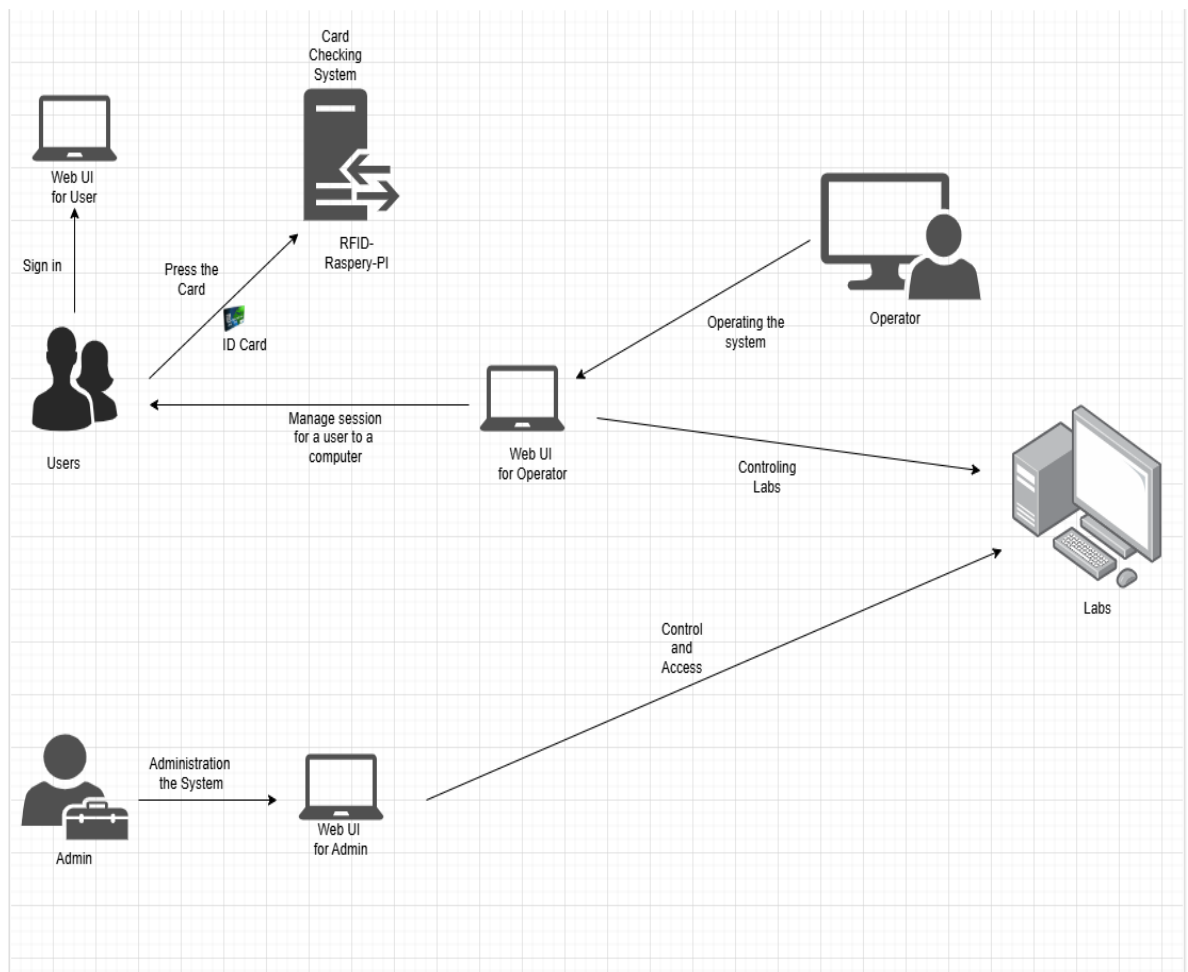 Card
Checking
System
Web UI
for User
RFID-
Raspery-PI
Sign in
Press the
Card
ID Card
Operator
Operating the
system
Manage session
for a user to a
computer
Users
Web UI
for Operator
Controling
Labs
Labs
Control
and
Access
Administration
the System
Web UI
for Admin
Admin